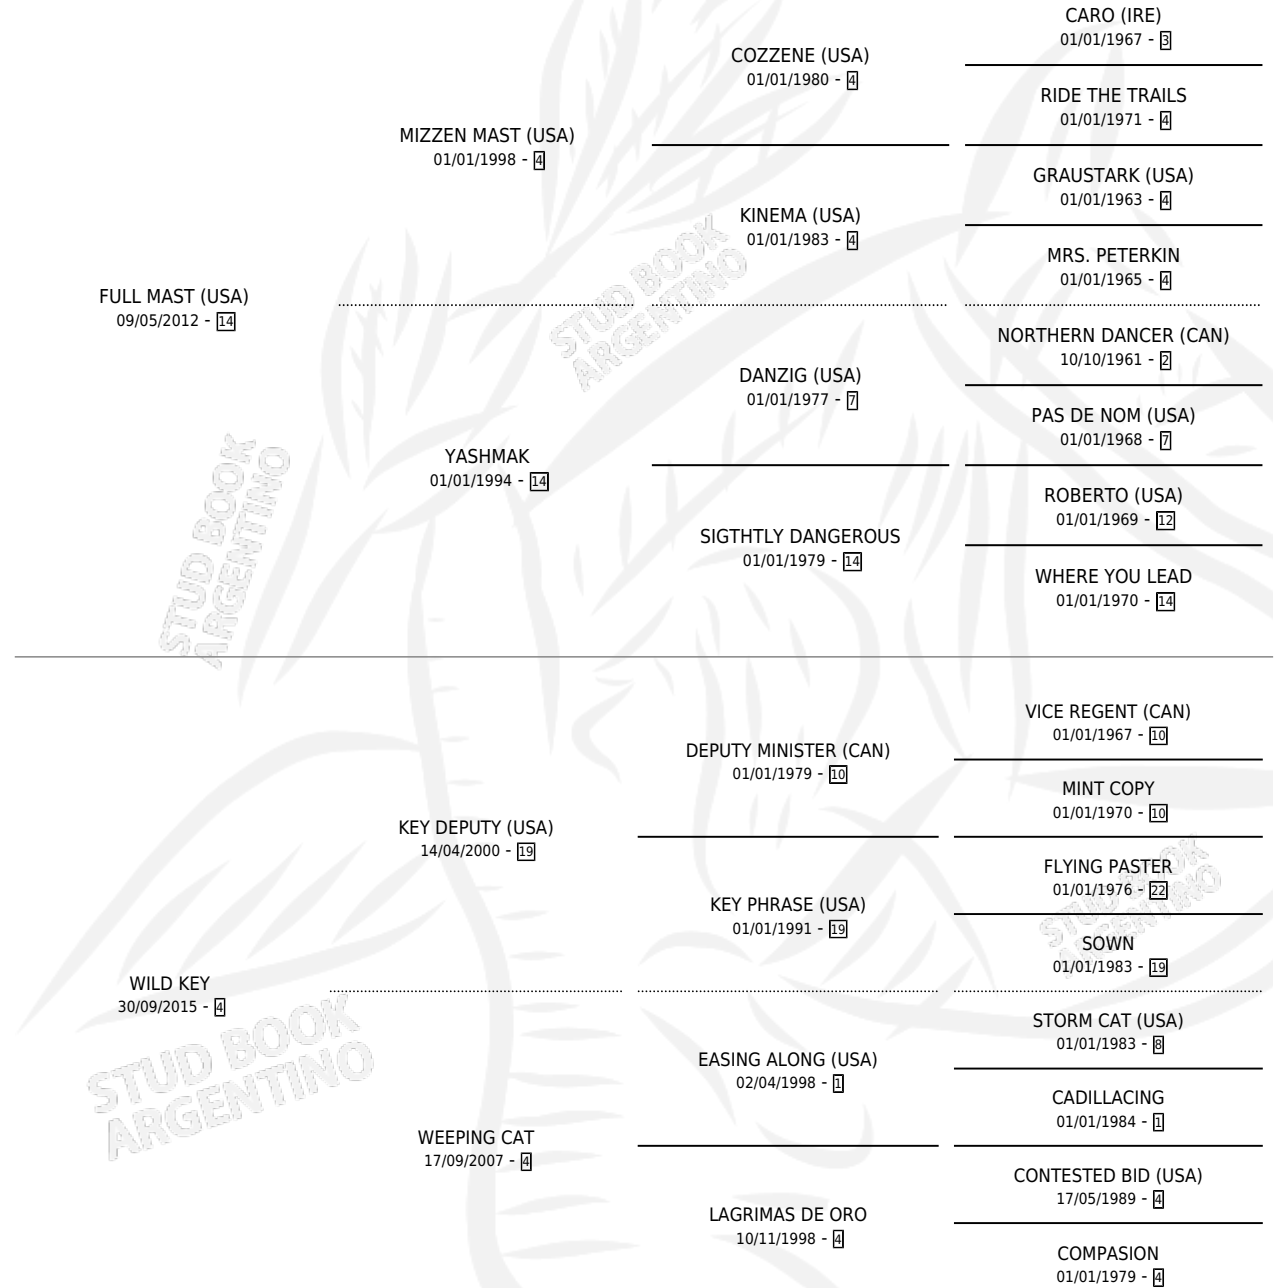 CARO (IRE)
01/01/1967 - 3
COZZENE (USA)
01/01/1980 - 4
RIDE THE TRAILS
01/01/1971 - 4
MIZZEN MAST (USA)
01/01/1998 - 4
GRAUSTARK (USA)
01/01/1963 - 4
KINEMA (USA)
01/01/1983 - 4
MRS. PETERKIN
01/01/1965 - 4
FULL MAST (USA)
09/05/2012 - 14
NORTHERN DANCER (CAN)
10/10/1961 - 2
DANZIG (USA)
01/01/1977 - 7
PAS DE NOM (USA)
01/01/1968 - 7
YASHMAK
01/01/1994 - 14
ROBERTO (USA)
01/01/1969 - 12
SIGTHTLY DANGEROUS
01/01/1979 - 14
WHERE YOU LEAD
01/01/1970 - 14
VICE REGENT (CAN)
01/01/1967 - 10
DEPUTY MINISTER (CAN)
01/01/1979 - 10
MINT COPY
01/01/1970 - 10
KEY DEPUTY (USA)
14/04/2000 - 19
FLYING PASTER
01/01/1976 - 22
KEY PHRASE (USA)
01/01/1991 - 19
SOWN
01/01/1983 - 19
WILD KEY
30/09/2015 - 4
STORM CAT (USA)
01/01/1983 - 8
EASING ALONG (USA)
02/04/1998 - 1
CADILLACING
01/01/1984 - 1
WEEPING CAT
17/09/2007 - 4
CONTESTED BID (USA)
17/05/1989 - 4
LAGRIMAS DE ORO
10/11/1998 - 4
COMPASION
01/01/1979 - 4
STUD BOOK
ARGENTINO
STUD BOOK
ARGENTINO
STUD BOOK
ARGENTINO
STUD BOOK
ARGENTINO